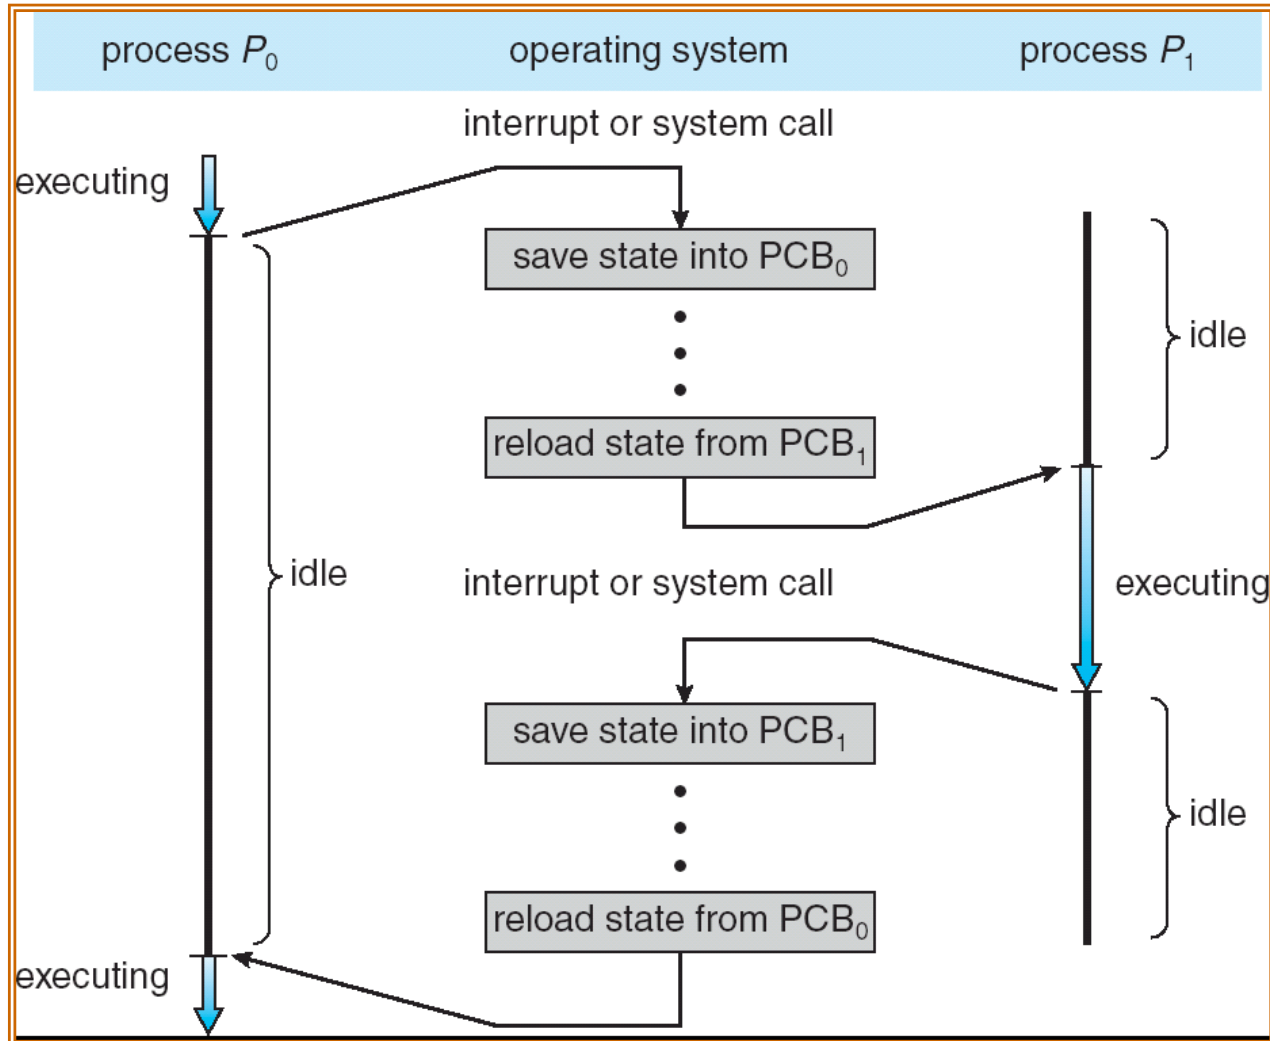 process P₀ operating system process P₁
interrupt or system call
executing
save state into PCB₀
idle
reload state from PCB₁
idle
interrupt or system call
executing
save state into PCB₁
idle
reload state from PCB₀
executing